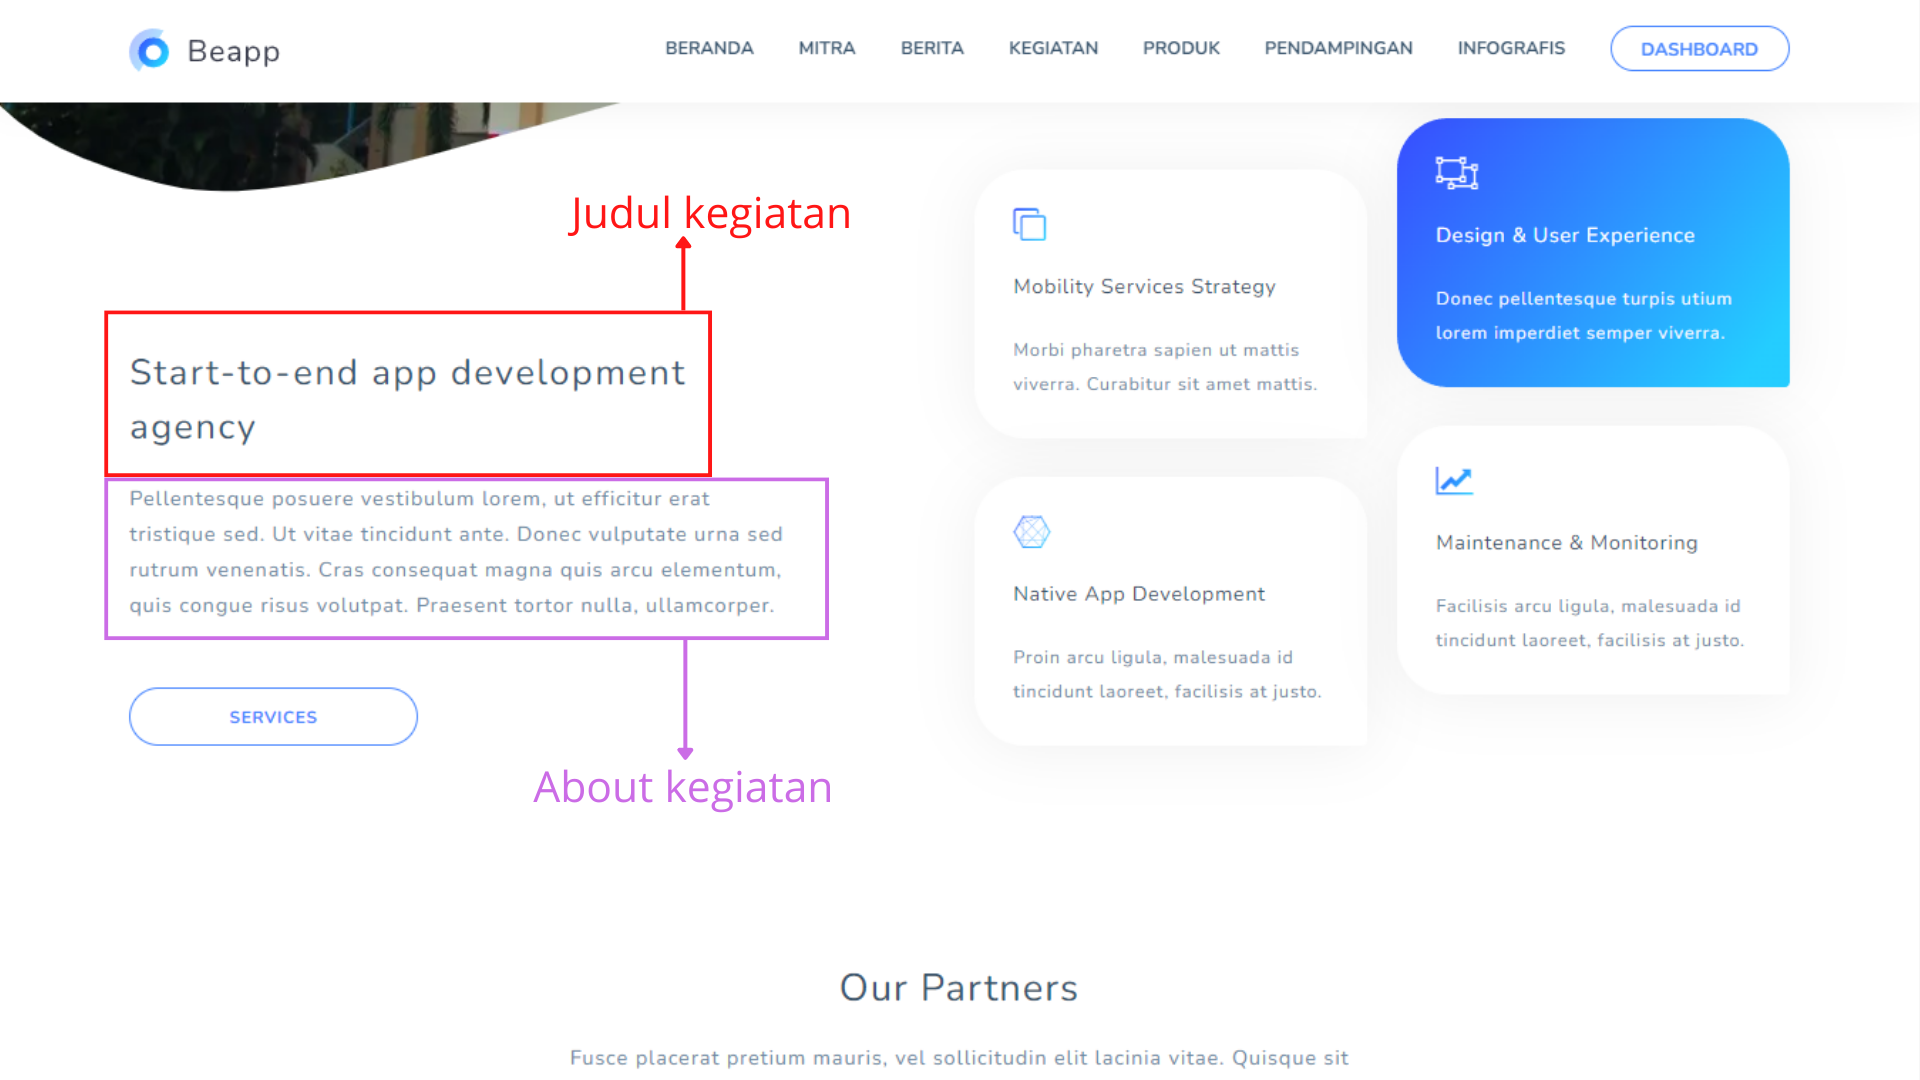 Beapp
BERANDA MITRA BERITA KEGIATAN PRODUK PENDAMPINGAN INFOGRAFIS DASHBOARD
Judul kegiatan
Start-to-end app development
agency
Pellentesque posuere vestibulum lorem, ut efficitur erat
tristique sed. Ut vitae tincidunt ante. Donec vulputate urna sed
rutrum venenatis. Cras consequat magna quis arcu elementum,
quis congue risus volutpat. Praesent tortor nulla, ullamcorper.
SERVICES
About kegiatan
Mobility Services Strategy
Morbi pharetra sapien ut mattis
viverra. Curabitur sit amet mattis.
Native App Development
Proin arcu ligula, malesuada id
tincidunt laoreet, facilisis at justo.
Design & User Experience
Donec pellentesque turpis utium
lorem imperdiet semper viverra.
Maintenance & Monitoring
Facilisis arcu ligula, malesuada id
tincidunt laoreet, facilisis at justo.
Our Partners
Fusce placerat pretium mauris, vel sollicitudin elit lacinia vitae. Quisque sit